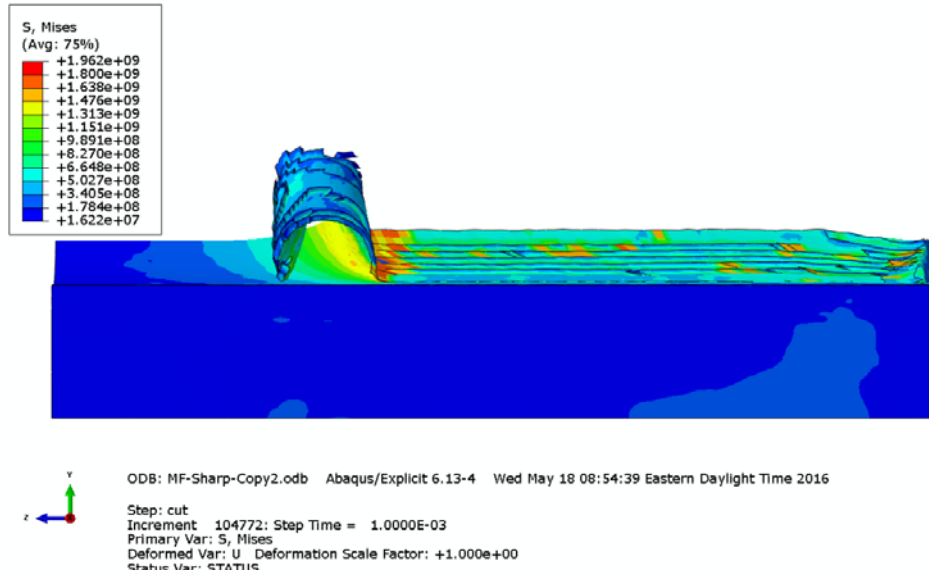 S, Mises
(Avg: 75%)
+1.962e+09
+1.800e+09
+1.638e+09
+1.476e+09
+1.313e+09
+1.151e+09
+9.891e+08
+8.270e+08
+6.648e+08
+5.027e+08
+3.405e+08
+1.784e+08
+1.622e+07
Y
Z
ODB: MF-Sharp-Copy2.odb Abaqus/Explicit 6.13-4 Wed May 18 08:54:39 Eastern Daylight Time 2016
Step: cut
Increment 104772: Step Time = 1.0000E-03
Primary Var: S, Mises
Deformed Var: U Deformation Scale Factor: +1.000e+00
Status Var: STATUS